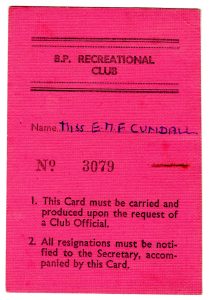 B.P. RECREATIONAL
CLUB
Name Miss E.M.F CUNDALL
No 3079
1. This Card must be carried and
produced upon the request of
a Club Official.
2. All resignations must be noti-
fied to the Secretary, accom-
panied by this Card.